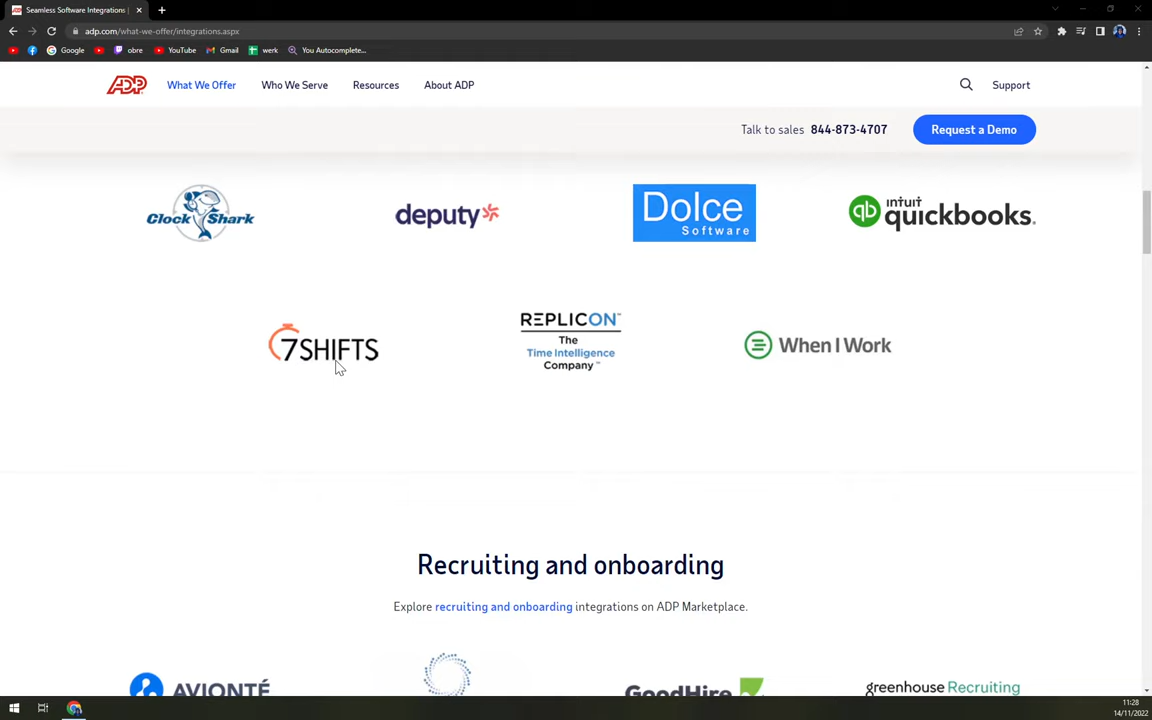 Seamless Software Integrations |
adp.com/what-we-offer/integrations.aspx
Google
obre
YouTube
Gmail
werk
You Autocomplete...
ADP
What We Offer
Who We Serve
Resources
About ADP
Support
Talk to sales 844-873-4707
Request a Demo
Clock Shark
deputy
Dolce
Software
intuit
qb quickbooks.
7SHIFTS
REPLICON™
The
Time Intelligence
Company™
When I Work
Recruiting and onboarding
Explore recruiting and onboarding integrations on ADP Marketplace.
AVIONTÉ
GoodHire
greenhouse Recruiting
11:28
14/11/2022